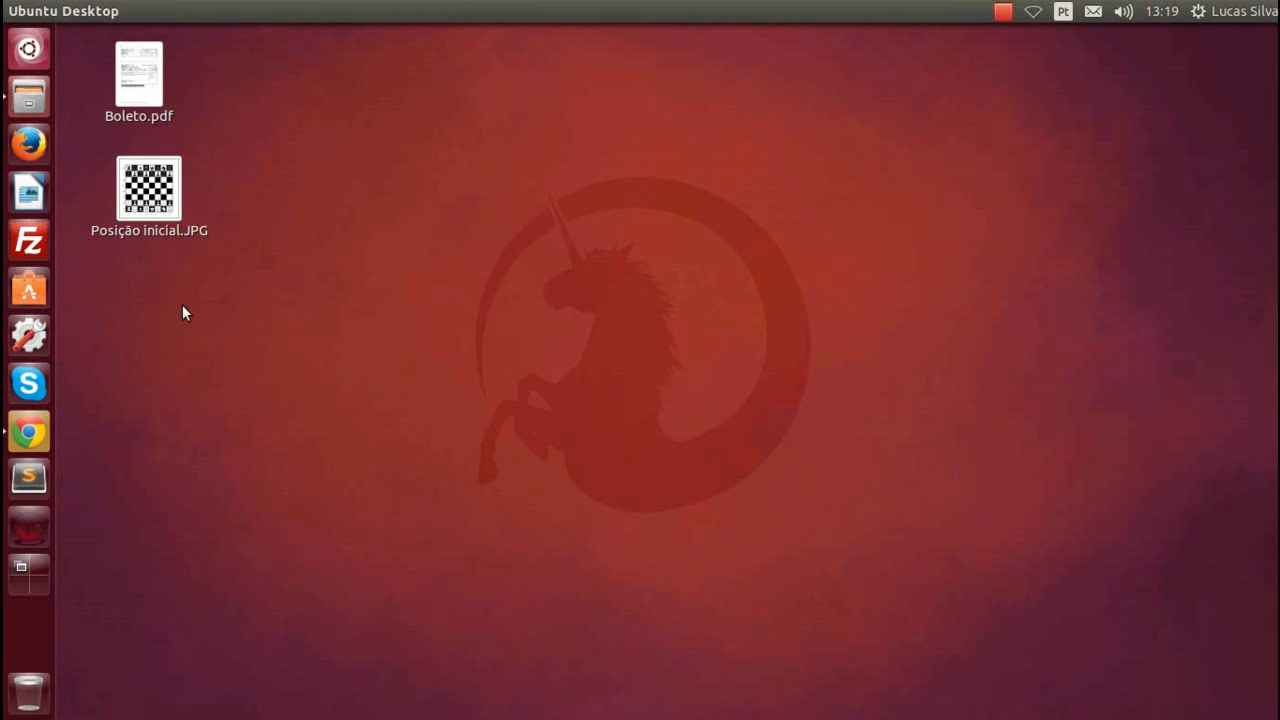 Ubuntu Desktop
Pt
13:19
Lucas Silva
Boleto.pdf
Posição inicial.JPG